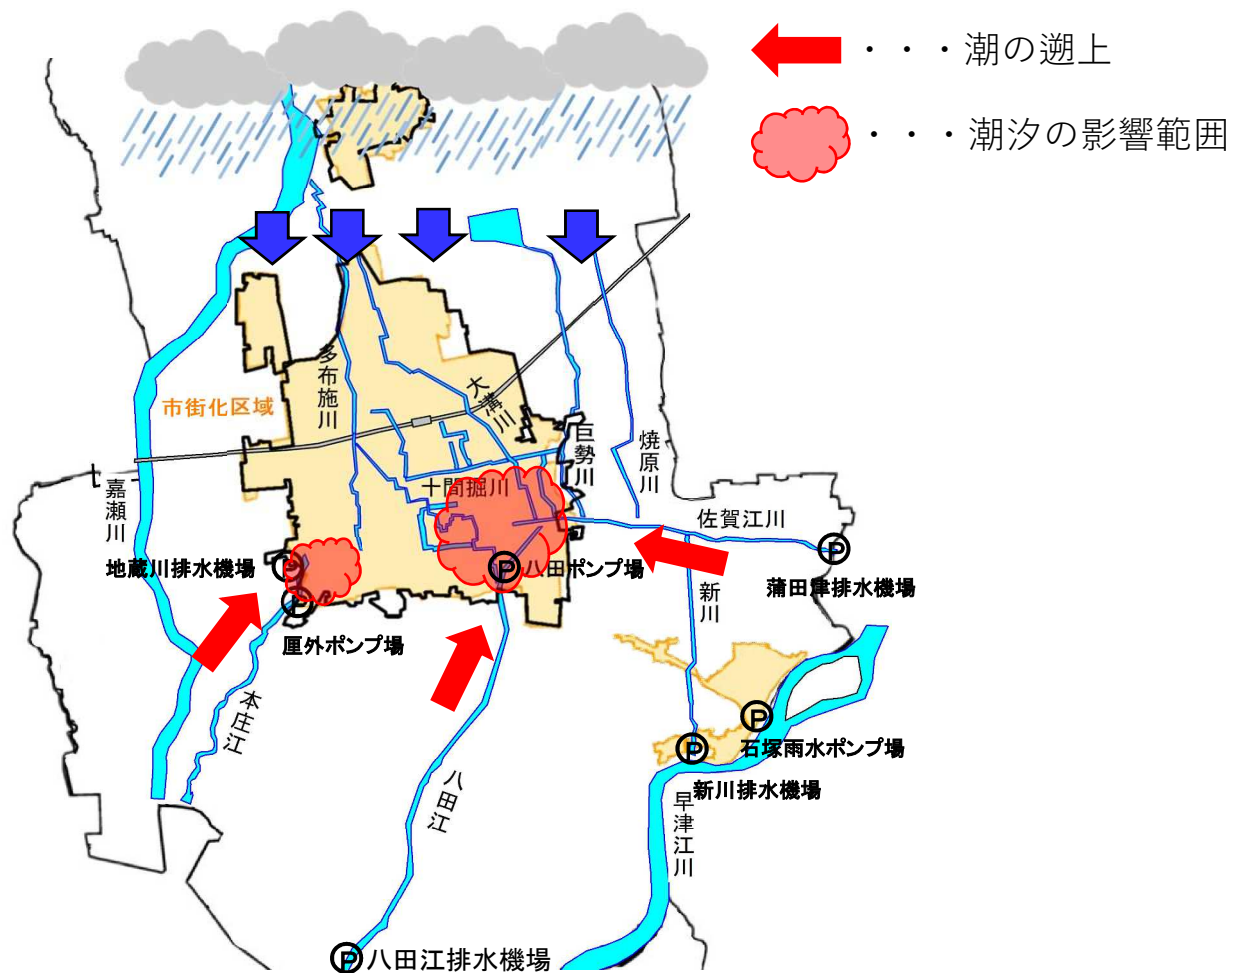 ・・・潮の遡上
・・・潮汐の影響範囲
多布施川
大溝川
市街化区域
巨勢川
焼原川
嘉瀬川
十間掘川
佐賀江川
地蔵川排水機場
P
P
八田ポンプ場
P
蒲田津排水機場
新川
P
厘外ポンプ場
本庄江
P
石塚雨水ポンプ場
P
新川排水機場
八田江
早津江川
P
八田江排水機場